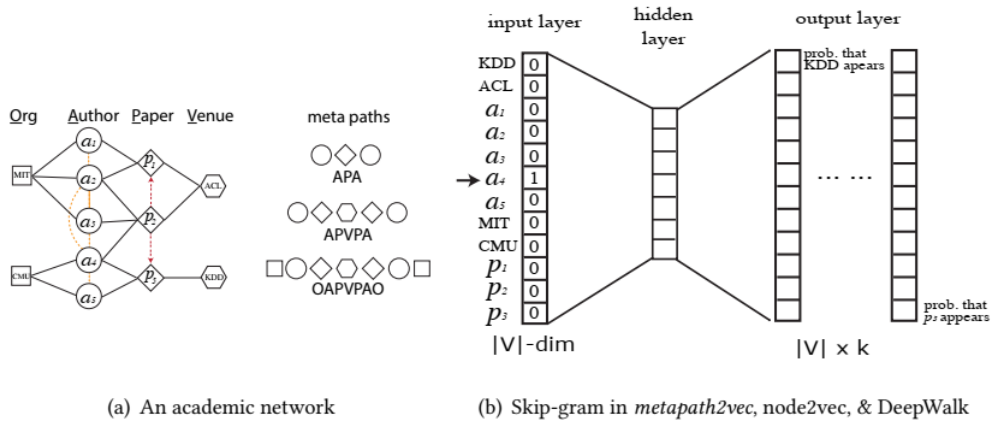 Org Author Paper Venue
MIT
CMU
a1
a2
a3
a4
a5
p1
p2
p3
ACL
KDD
meta paths
APA
APVPA
OAPVPAO
(a) An academic network
input layer
hidden
layer
output layer
KDD 0
ACL 0
a1 0
a2 0
a3 0
a4 1
a5 0
MIT 0
CMU 0
p1 0
p2 0
p3 0
|V|-dim
prob. that
KDD apears
... ...
prob. that
p3 appears
|V| x k
(b) Skip-gram in metapath2vec, node2vec, & DeepWalk